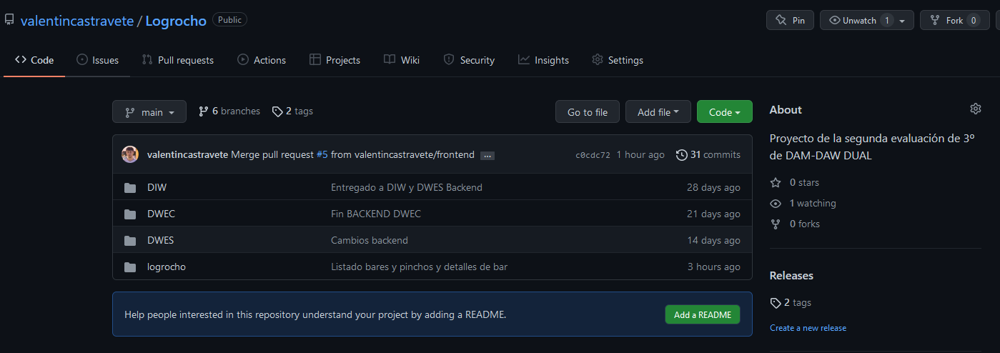 valentincastravete / Logrocho Public
Pin
Unwatch 1
Fork 0
Code
Issues
Pull requests
Actions
Projects
Wiki
Security
Insights
Settings
main
6 branches
2 tags
Go to file
Add file
Code
valentincastravete Merge pull request #5 from valentincastravete/frontend ...
c0cdc72 1 hour ago
31 commits
DIW Entregado a DIW y DWES Backend 28 days ago
DWEC Fin BACKEND DWEC 21 days ago
DWES Cambios backend 14 days ago
logrocho Listado bares y pinchos y detalles de bar 3 hours ago
Help people interested in this repository understand your project by adding a README.
Add a README
About
Proyecto de la segunda evaluación de 3º
de DAM-DAW DUAL
0 stars
1 watching
0 forks
Releases
2 tags
Create a new release